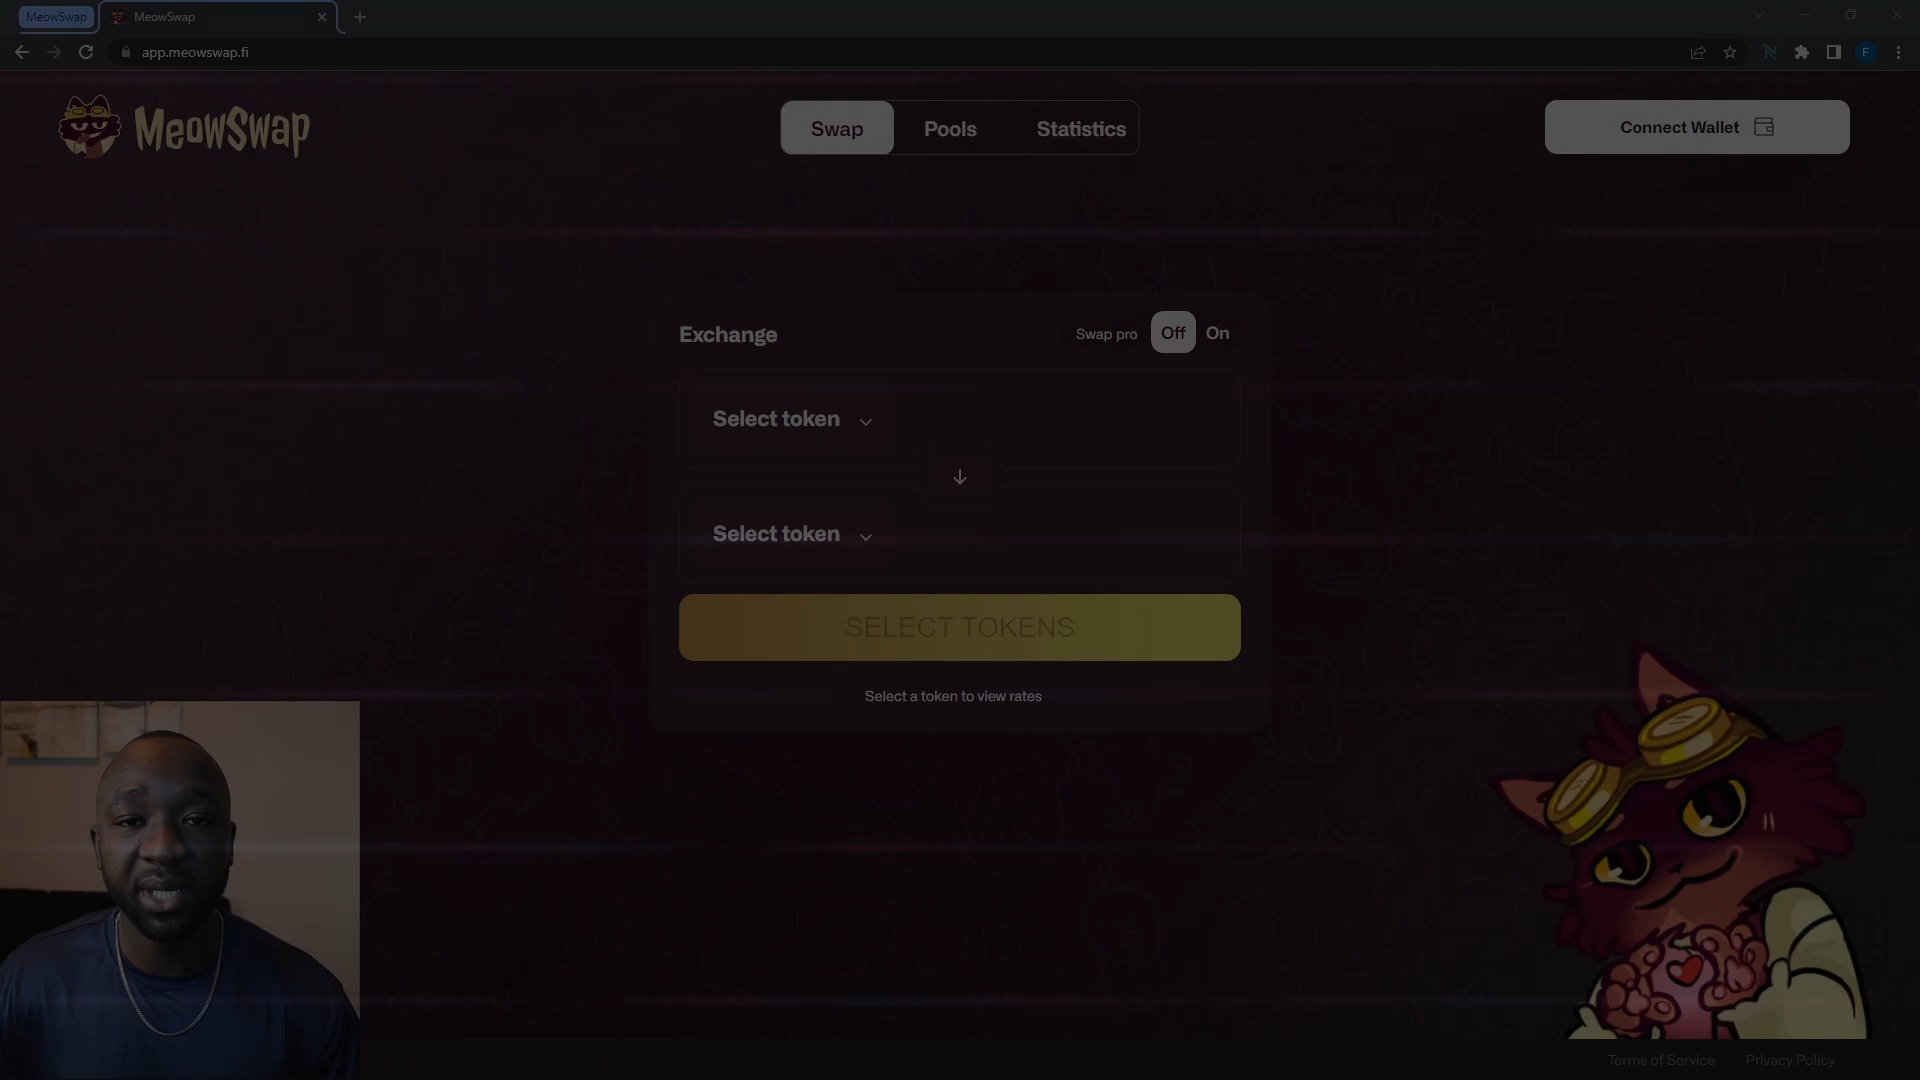 MeowSwap
MeowSwap
app.meowswap.fi
F
MeowSwap
Swap
Pools
Statistics
Connect Wallet
Exchange
Swap pro
Off
On
Select token
Select token
SELECT TOKENS
Select a token to view rates
Terms of Service
Privacy Policy